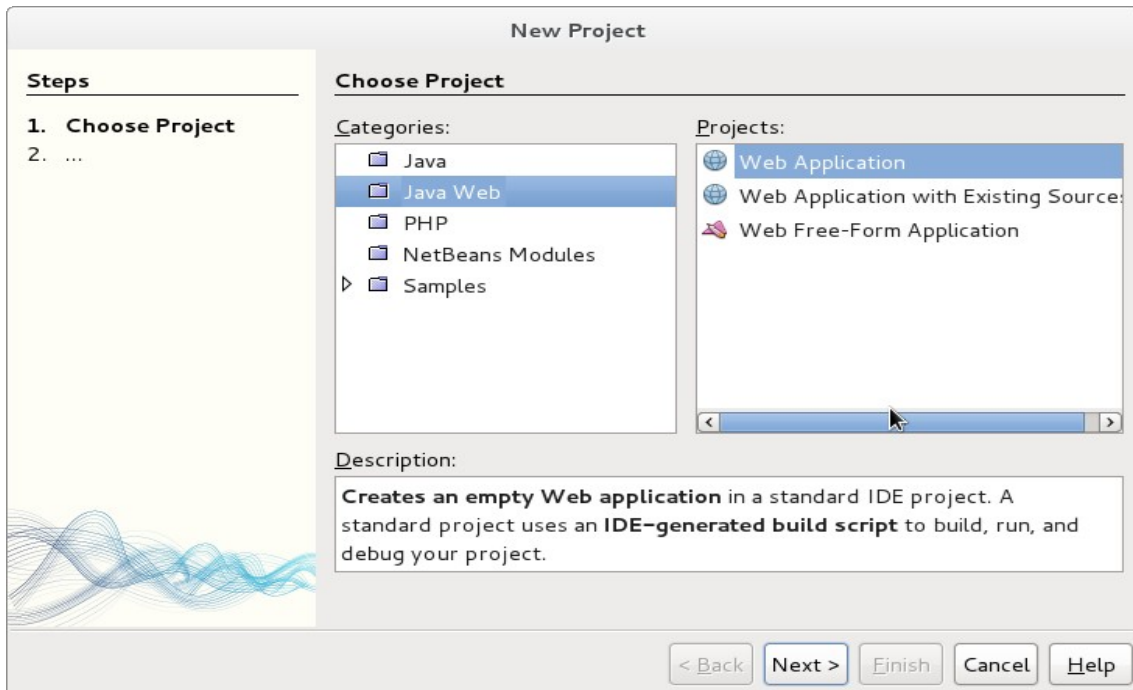 New Project
Steps
1. Choose Project
2. ...
Choose Project
Categories:
Java
Java Web
PHP
NetBeans Modules
Samples
Projects:
Web Application
Web Application with Existing Sources
Web Free-Form Application
Description:
Creates an empty Web application in a standard IDE project. A
standard project uses an IDE-generated build script to build, run, and
debug your project.
< Back
Next >
Finish
Cancel
Help